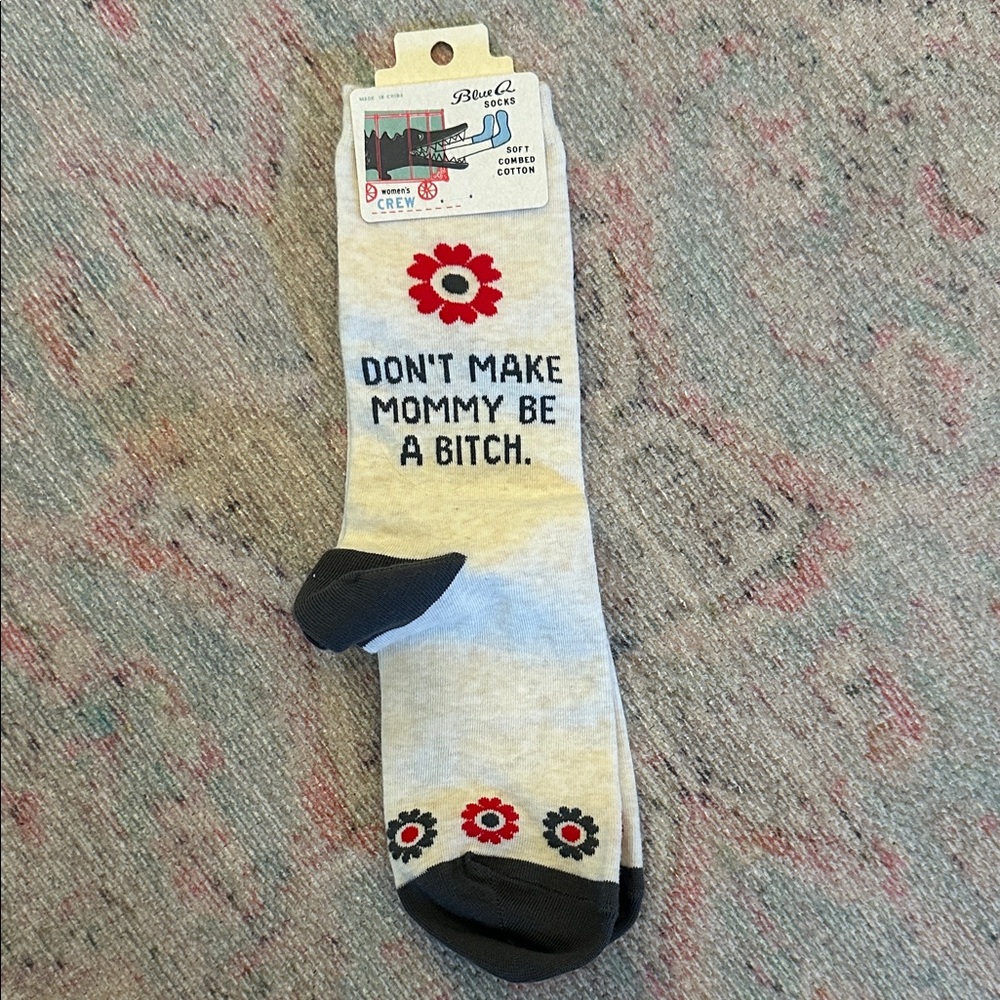 MADE IN CHINA
Blue Q
SOCKS
SOFT
COMBED
COTTON
women's
CREW
DON'T MAKE
MOMMY BE
A BITCH.